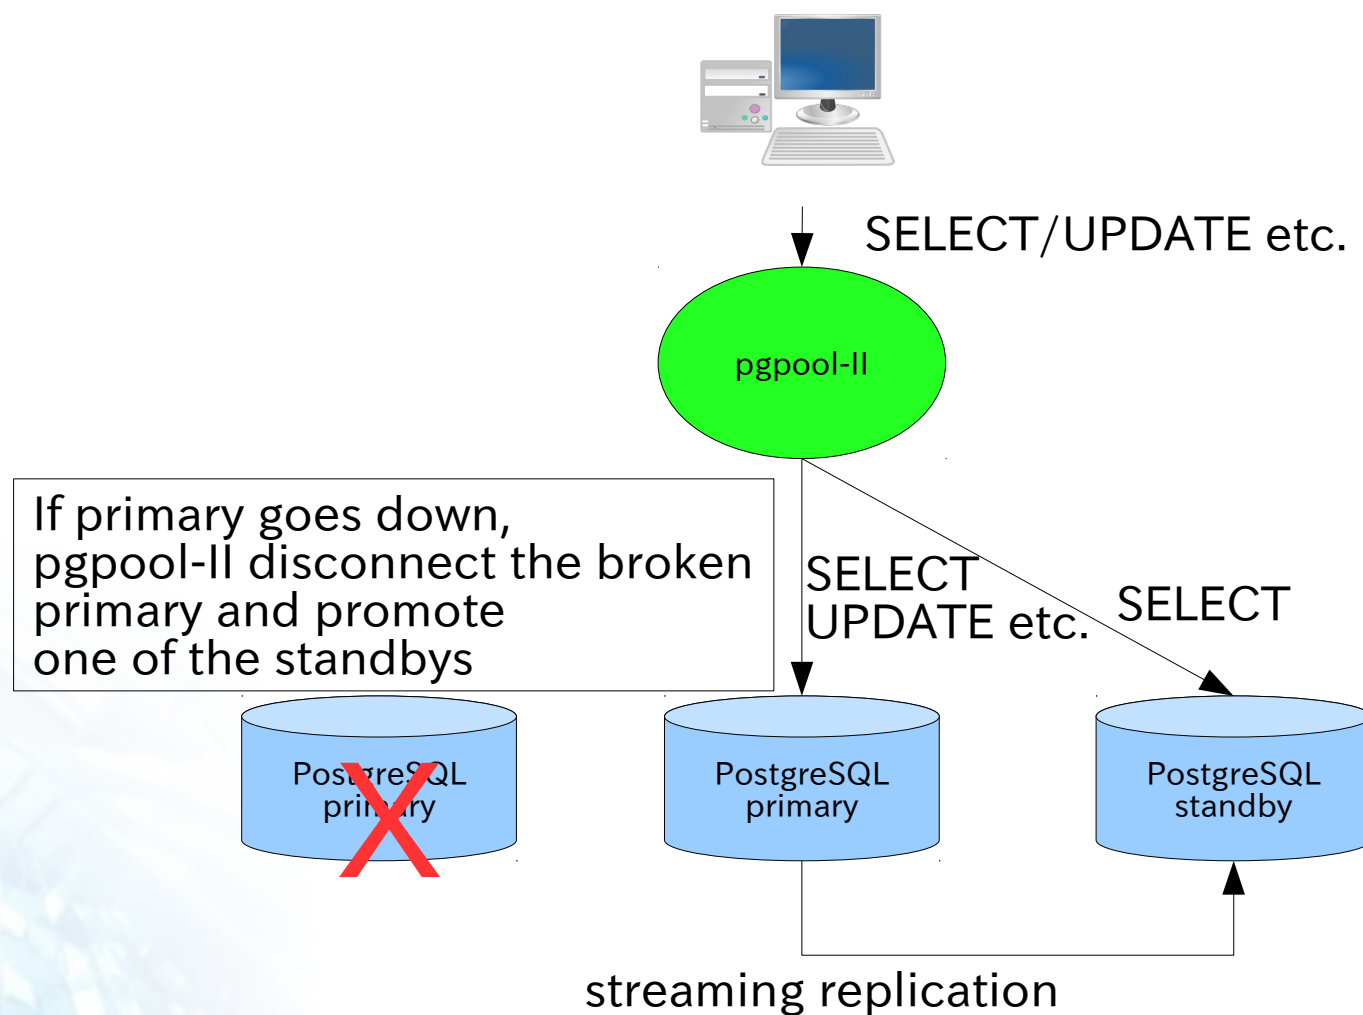 SELECT/UPDATE etc.
pgpool-II
If primary goes down,
pgpool-II disconnect the broken
primary and promote
one of the standbys
SELECT
UPDATE etc.
SELECT
PostgreSQL
primary
X
PostgreSQL
primary
PostgreSQL
standby
streaming replication